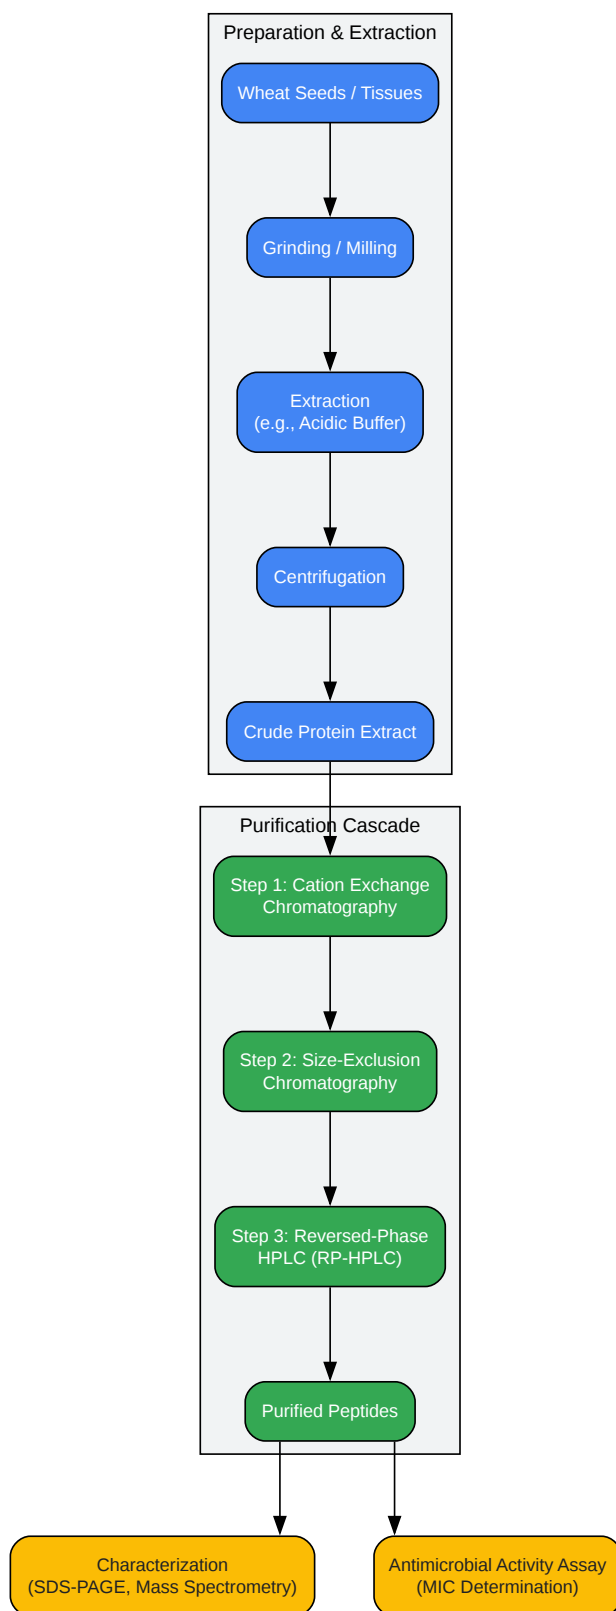 Preparation & Extraction
Wheat Seeds / Tissues
Grinding / Milling
Extraction
(e.g., Acidic Buffer)
Centrifugation
Crude Protein Extract
Purification Cascade
Step 1: Cation Exchange
Chromatography
Step 2: Size-Exclusion
Chromatography
Step 3: Reversed-Phase
HPLC (RP-HPLC)
Purified Peptides
Characterization
(SDS-PAGE, Mass Spectrometry)
Antimicrobial Activity Assay
(MIC Determination)